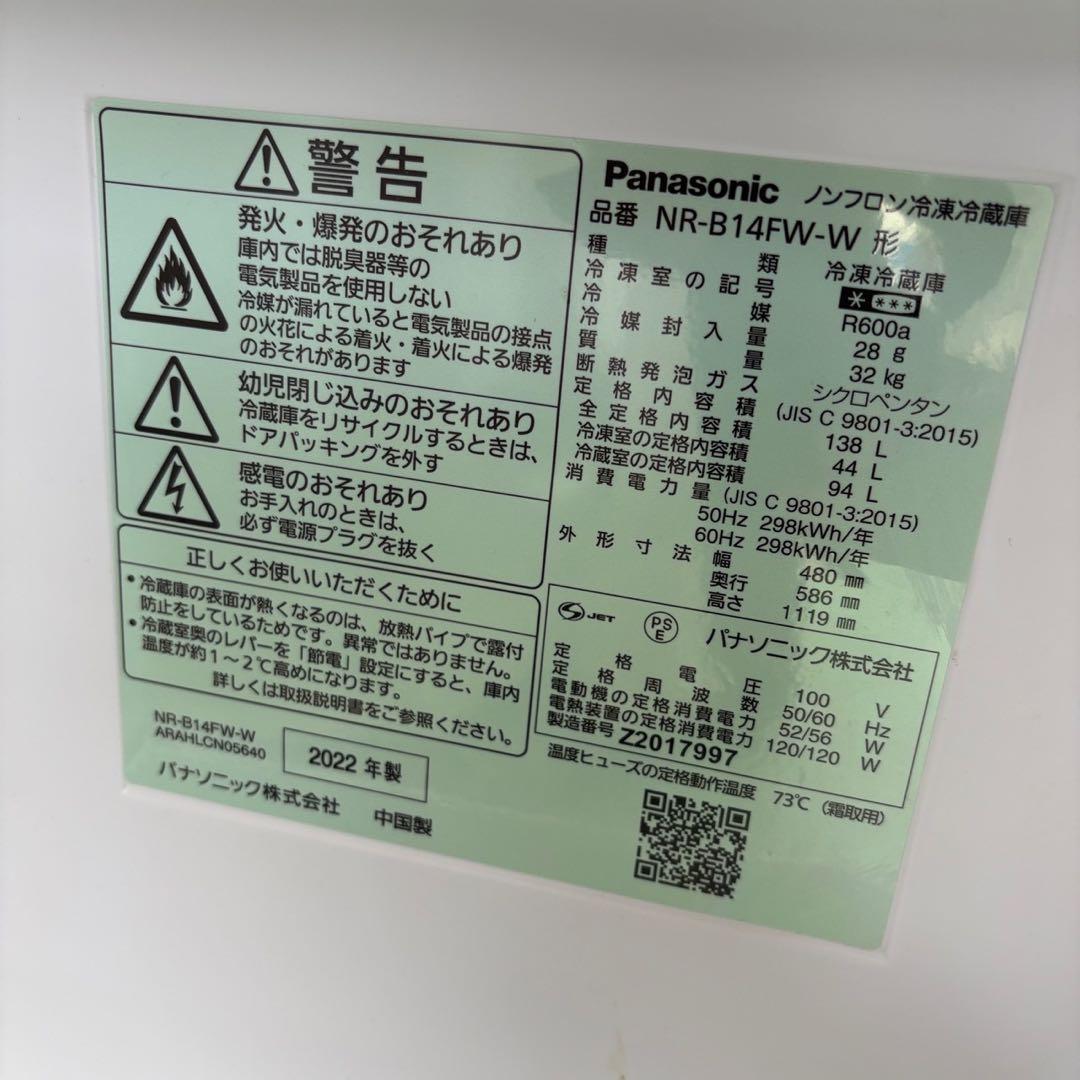 警告
発火・爆発のおそれあり
庫内では脱臭器等の
電気製品を使用しない
冷媒が漏れていると電気製品の接点
の火花による着火・着火による爆発
のおそれがあります
幼児閉じ込みのおそれあり
冷蔵庫をリサイクルするときは、
ドアパッキングを外す
感電のおそれあり
お手入れのときは、
必ず電源プラグを抜く
正しくお使いいただくために
・冷蔵庫の表面が熱くなるのは、放熱パイプで露付
防止をしているためです。異常ではありません。
・冷蔵室奥のレバーを「節電」設定にすると、庫内
温度が約1～2℃高めになります。
詳しくは取扱説明書をご参照ください。
NR-B14FW-W
ARAHLCN05640
2022 年製
パナソニック株式会社 中国製
Panasonic ノンフロン冷凍冷蔵庫
品番 NR-B14FW-W 形
種類 冷凍冷蔵庫
冷凍室の記号 * ***
冷媒 R600a
冷媒封入量 28 g
質量 32 kg
断熱発泡ガス シクロペンタン
定格内容積 (JIS C 9801-3:2015)
全定格内容積 138 L
冷凍室の定格内容積 44 L
冷蔵室の定格内容積 94 L
消費電力量 (JIS C 9801-3:2015)
50Hz 298kWh/年
60Hz 298kWh/年
外形寸法 幅 480 mm
奥行 586 mm
高さ 1119 mm
JET PSE パナソニック株式会社
定格電圧 100 V
定格周波数 50/60 Hz
電動機の定格消費電力 52/56 W
電熱装置の定格消費電力 120/120 W
製造番号 Z2017997
温度ヒューズの定格動作温度 73℃ (霜取用)